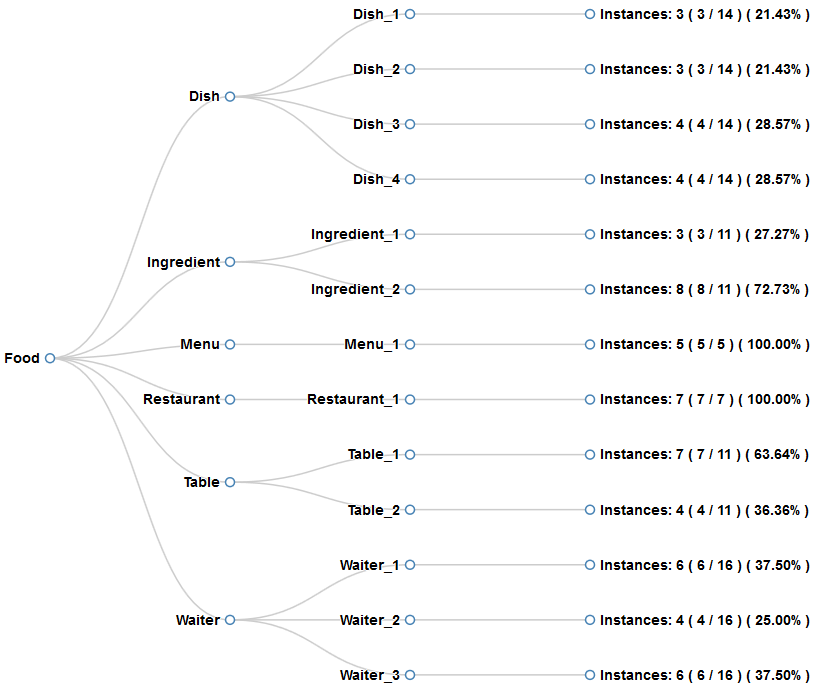 Dish_1 Instances: 3 ( 3 / 14 ) ( 21.43% )
Dish_2 Instances: 3 ( 3 / 14 ) ( 21.43% )
Dish
Dish_3 Instances: 4 ( 4 / 14 ) ( 28.57% )
Dish_4 Instances: 4 ( 4 / 14 ) ( 28.57% )
Ingredient_1 Instances: 3 ( 3 / 11 ) ( 27.27% )
Ingredient
Ingredient_2 Instances: 8 ( 8 / 11 ) ( 72.73% )
Menu Menu_1 Instances: 5 ( 5 / 5 ) ( 100.00% )
Food
Restaurant Restaurant_1 Instances: 7 ( 7 / 7 ) ( 100.00% )
Table_1 Instances: 7 ( 7 / 11 ) ( 63.64% )
Table
Table_2 Instances: 4 ( 4 / 11 ) ( 36.36% )
Waiter_1 Instances: 6 ( 6 / 16 ) ( 37.50% )
Waiter Waiter_2 Instances: 4 ( 4 / 16 ) ( 25.00% )
Waiter_3 Instances: 6 ( 6 / 16 ) ( 37.50% )